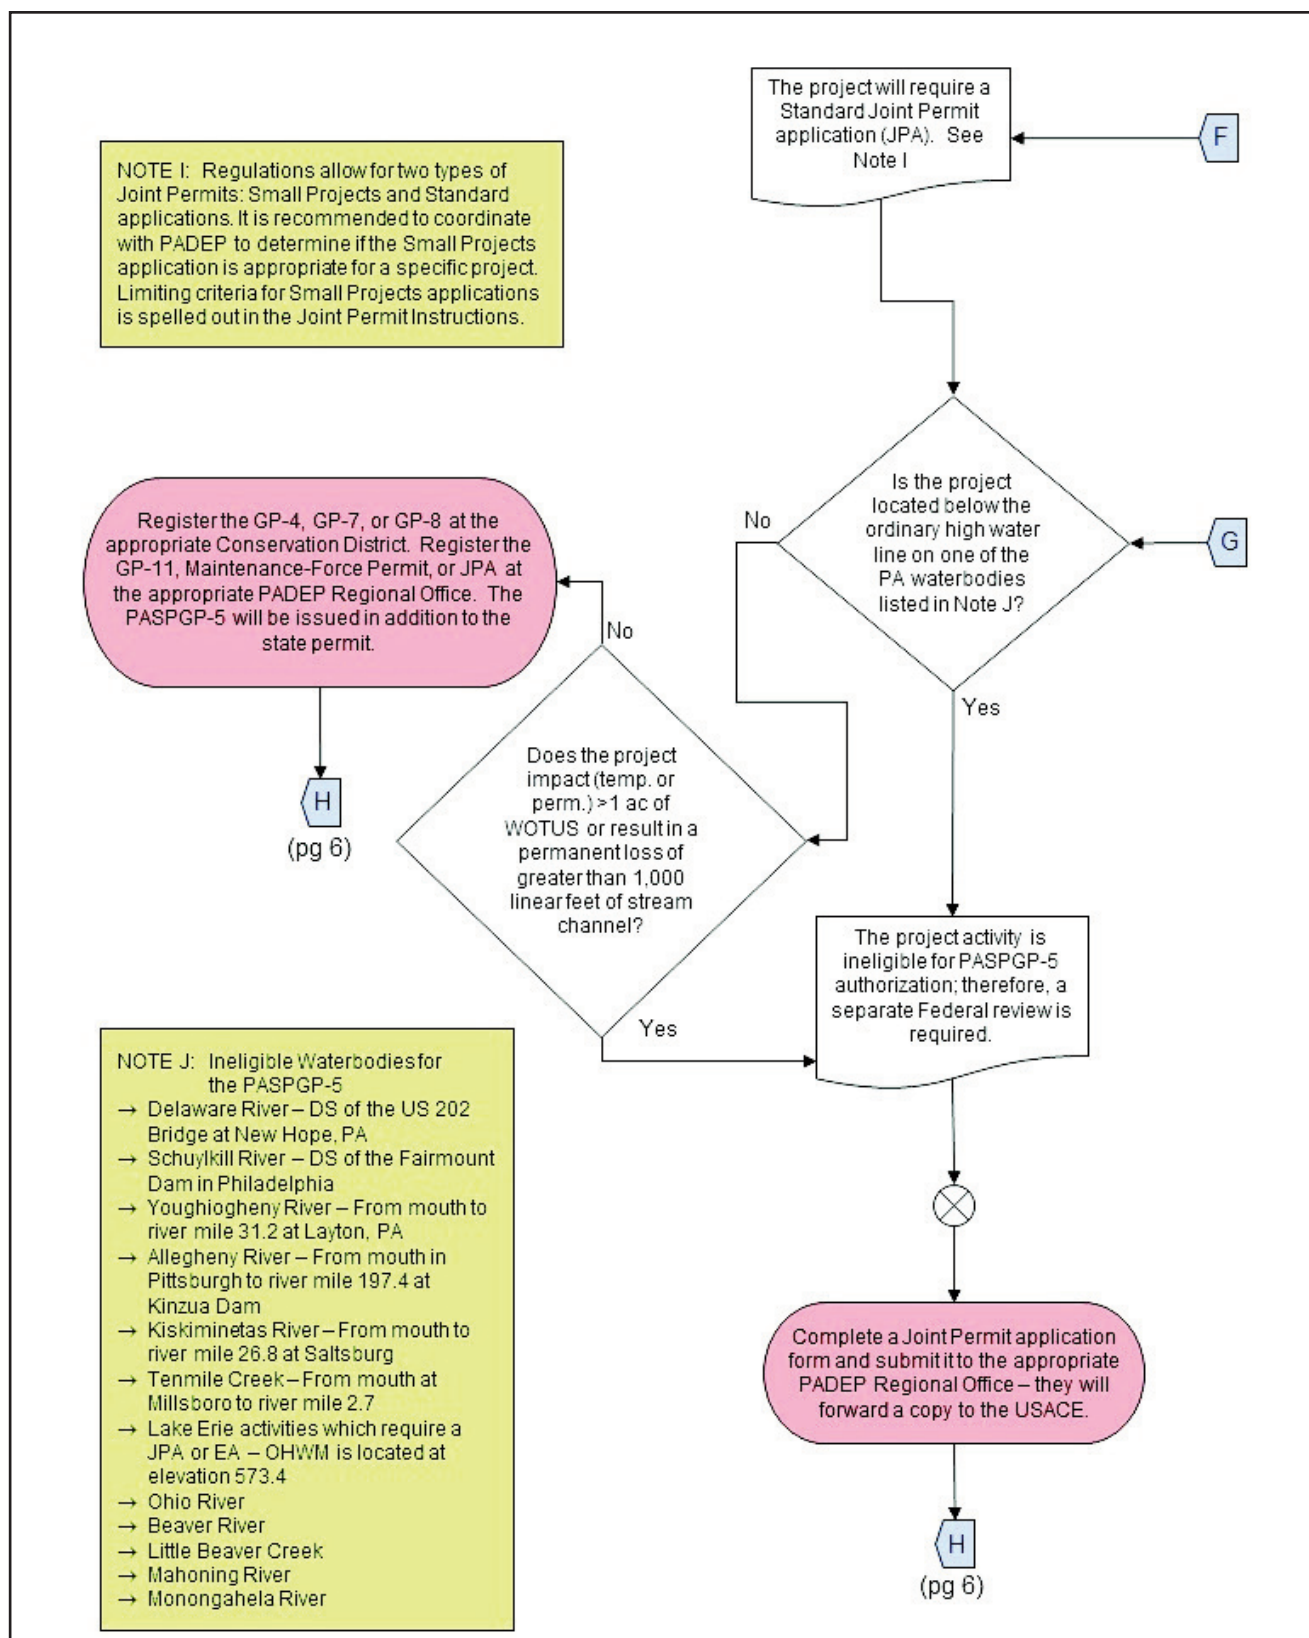 The project will require a
Standard Joint Permit
application (JPA).  See
Note I
F
NOTE I:  Regulations allow for two types of
Joint Permits: Small Projects and Standard
applications. It is recommended to coordinate
with PADEP to determine if the Small Projects
application is appropriate for a specific project.
Limiting criteria for Small Projects applications
is spelled out in the Joint Permit Instructions.
Is the project
located below the
ordinary high water
line on one of the
PA waterbodies
listed in Note J?
No
G
Yes
Register the GP-4, GP-7, or GP-8 at the
appropriate Conservation District.  Register the
GP-11, Maintenance-Force Permit, or JPA at
the appropriate PADEP Regional Office.  The
PASPGP-5 will be issued in addition to the
state permit.
No
H
(pg 6)
Does the project
impact (temp. or
perm.) >1 ac of
WOTUS or result in a
permanent loss of
greater than 1,000
linear feet of stream
channel?
Yes
The project activity is
ineligible for PASPGP-5
authorization; therefore, a
separate Federal review is
required.
NOTE J:  Ineligible Waterbodies for
the PASPGP-5
→ Delaware River – DS of the US 202
Bridge at New Hope, PA
→ Schuylkill River – DS of the Fairmount
Dam in Philadelphia
→ Youghiogheny River – From mouth to
river mile 31.2 at Layton, PA
→ Allegheny River – From mouth in
Pittsburgh to river mile 197.4 at
Kinzua Dam
→ Kiskiminetas River – From mouth to
river mile 26.8 at Saltsburg
→ Tenmile Creek – From mouth at
Millsboro to river mile 2.7
→ Lake Erie activities which require a
JPA or EA – OHWM is located at
elevation 573.4
→ Ohio River
→ Beaver River
→ Little Beaver Creek
→ Mahoning River
→ Monongahela River
Complete a Joint Permit application
form and submit it to the appropriate
PADEP Regional Office – they will
forward a copy to the USACE.
H
(pg 6)